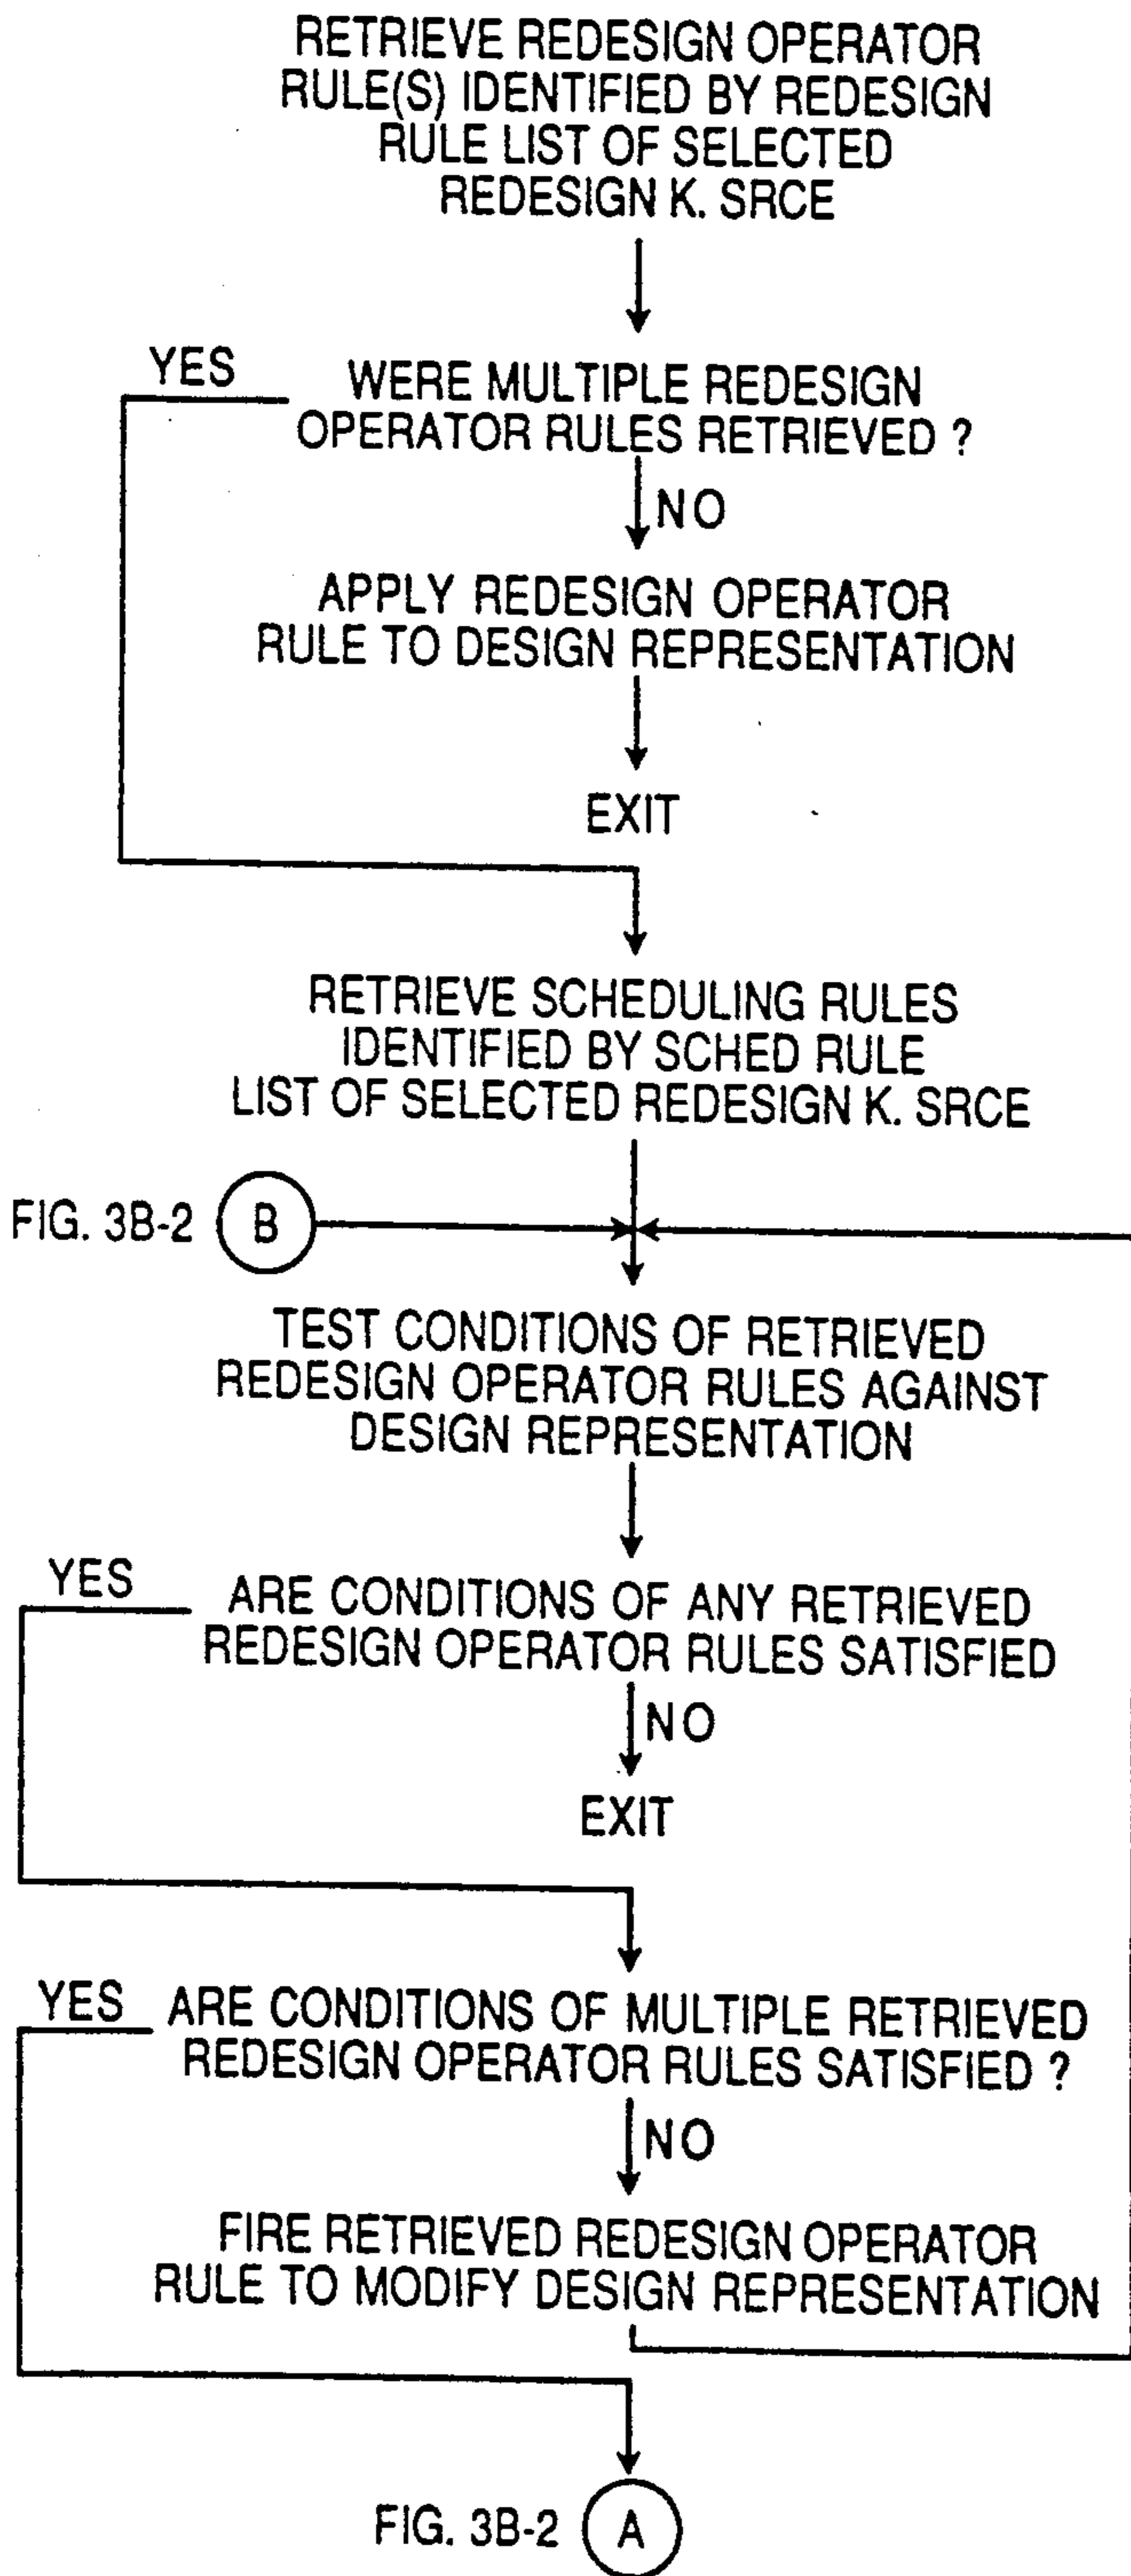 RETRIEVE REDESIGN OPERATOR
RULE(S) IDENTIFIED BY REDESIGN
RULE LIST OF SELECTED
REDESIGN K. SRCE
YES
WERE MULTIPLE REDESIGN
OPERATOR RULES RETRIEVED ?
NO
APPLY REDESIGN OPERATOR
RULE TO DESIGN REPRESENTATION
EXIT
RETRIEVE SCHEDULING RULES
IDENTIFIED BY SCHED RULE
LIST OF SELECTED REDESIGN K. SRCE
FIG. 3B-2 B
TEST CONDITIONS OF RETRIEVED
REDESIGN OPERATOR RULES AGAINST
DESIGN REPRESENTATION
YES
ARE CONDITIONS OF ANY RETRIEVED
REDESIGN OPERATOR RULES SATISFIED
NO
EXIT
YES
ARE CONDITIONS OF MULTIPLE RETRIEVED
REDESIGN OPERATOR RULES SATISFIED ?
NO
FIRE RETRIEVED REDESIGN OPERATOR
RULE TO MODIFY DESIGN REPRESENTATION
FIG. 3B-2 A